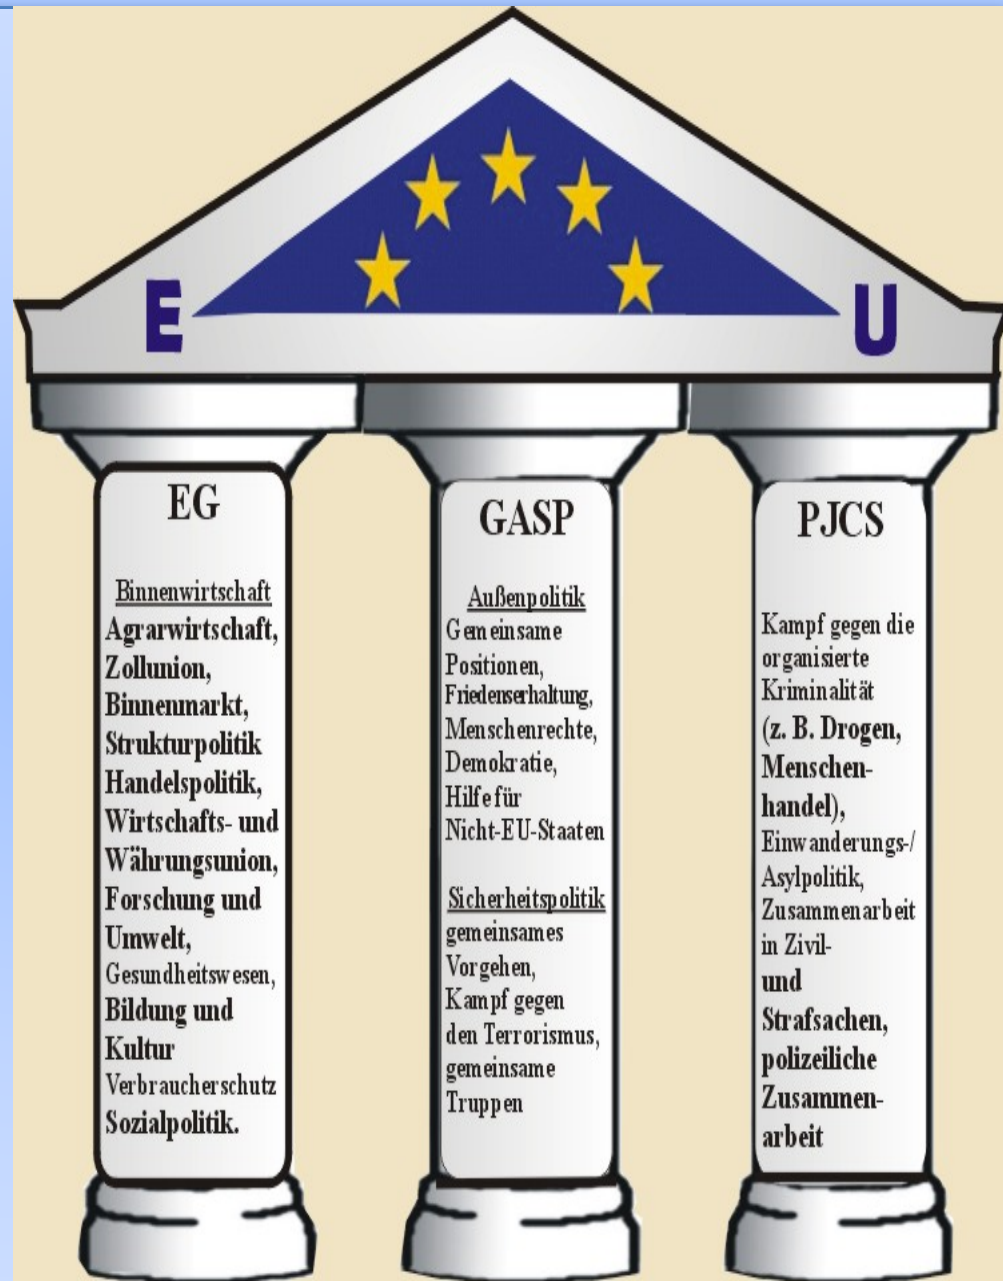 E U
EG
Binnenwirtschaft
Agrarwirtschaft,
Zollunion,
Binnenmarkt,
Strukturpolitik
Handelspolitik,
Wirtschafts- und
Währungsunion,
Forschung und
Umwelt,
Gesundheitswesen,
Bildung und
Kultur
Verbraucherschutz
Sozialpolitik.
GASP
Außenpolitik
Gemeinsame
Positionen,
Friedenserhaltung,
Menschenrechte,
Demokratie,
Hilfe für
Nicht-EU-Staaten
Sicherheitspolitik
gemeinsames
Vorgehen,
Kampf gegen
den Terrorismus,
gemeinsame
Truppen
PJCS
Kampf gegen die
organisierte
Kriminalität
(z. B. Drogen,
Menschen-
handel),
Einwanderungs-/
Asylpolitik,
Zusammenarbeit
in Zivil-
und
Strafsachen,
polizeiliche
Zusammen-
arbeit